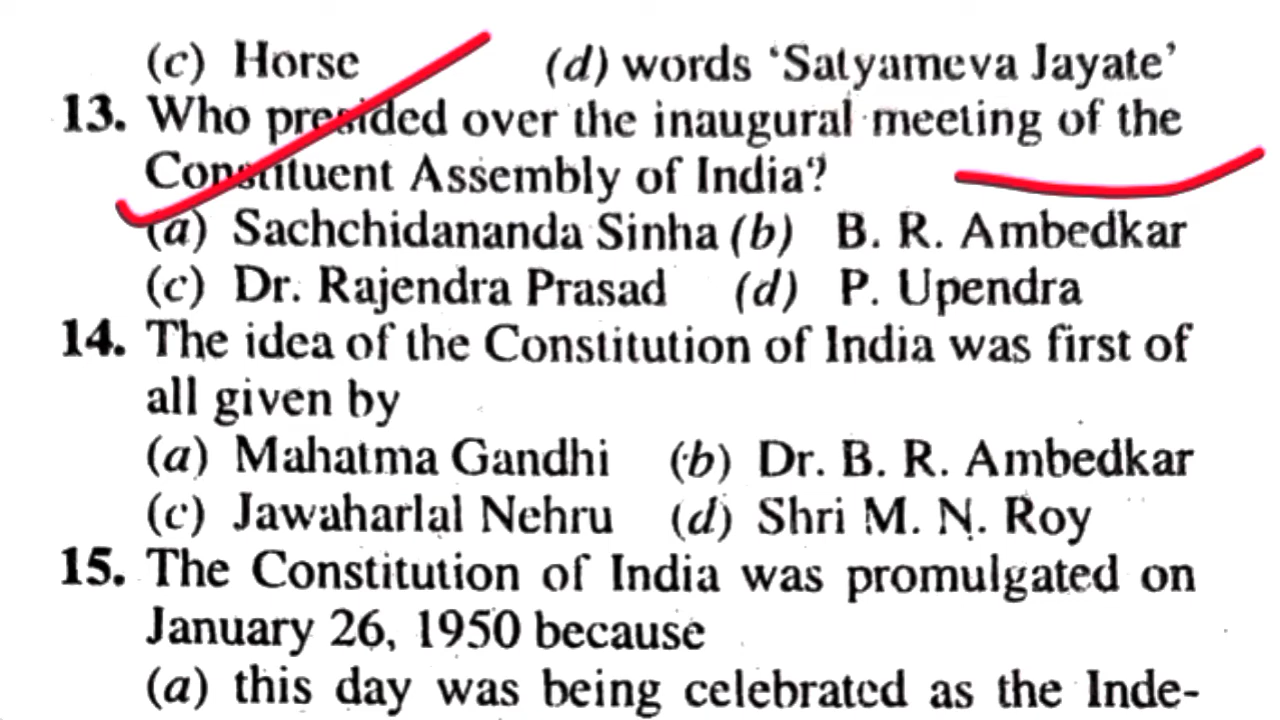 (c) Horse (d) words ‘Satyameva Jayate’
13. Who presided over the inaugural meeting of the
Constituent Assembly of India?
(a) Sachchidananda Sinha (b) B. R. Ambedkar
(c) Dr. Rajendra Prasad (d) P. Upendra
14. The idea of the Constitution of India was first of
all given by
(a) Mahatma Gandhi (b) Dr. B. R. Ambedkar
(c) Jawaharlal Nehru (d) Shri M. N. Roy
15. The Constitution of India was promulgated on
January 26, 1950 because
(a) this day was being celebrated as the Inde-